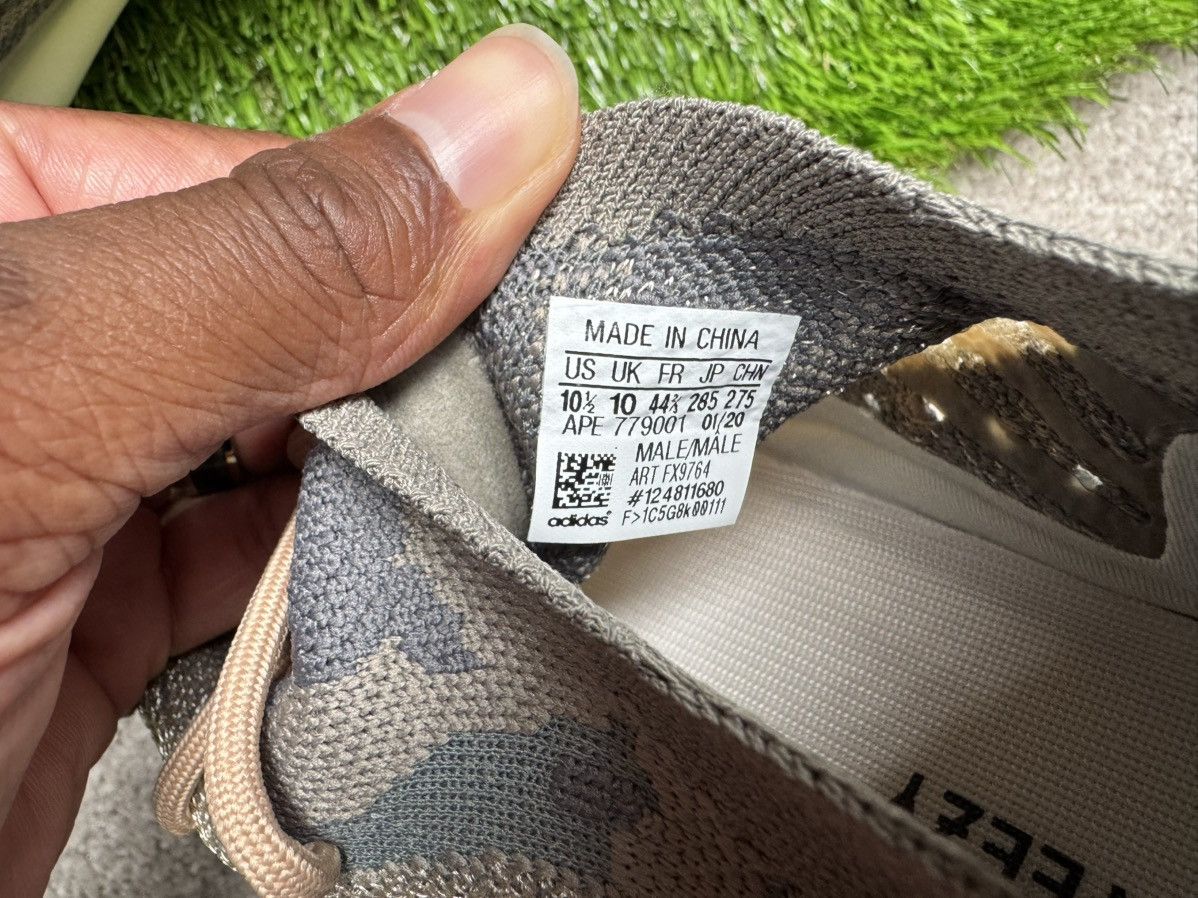 MADE IN CHINA
US UK FR JP CHN
10½ 10 44⅔ 285 275
APE 779001 01/20
MALE/MALE
ART FX9764
#124811680
adidas® F>1C5G8k00111
YEEZY